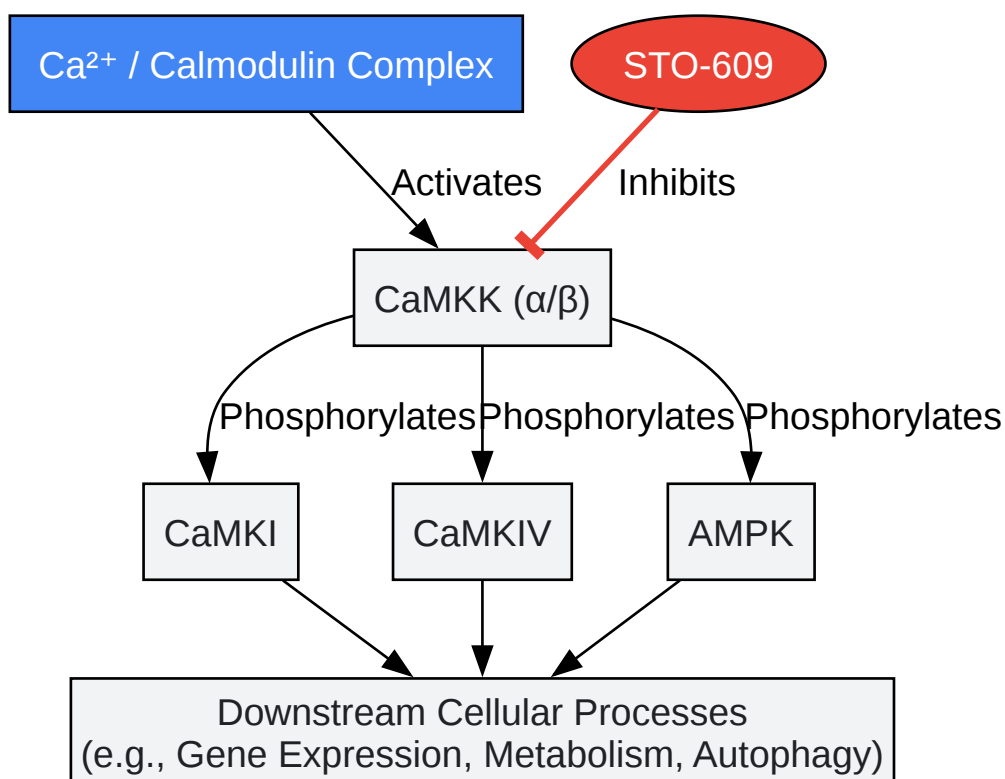 Ca²⁺ / Calmodulin Complex
STO-609
Activates
Inhibits
CaMKK (α/β)
Phosphorylates
Phosphorylates
Phosphorylates
CaMKI
CaMKIV
AMPK
Downstream Cellular Processes
(e.g., Gene Expression, Metabolism, Autophagy)